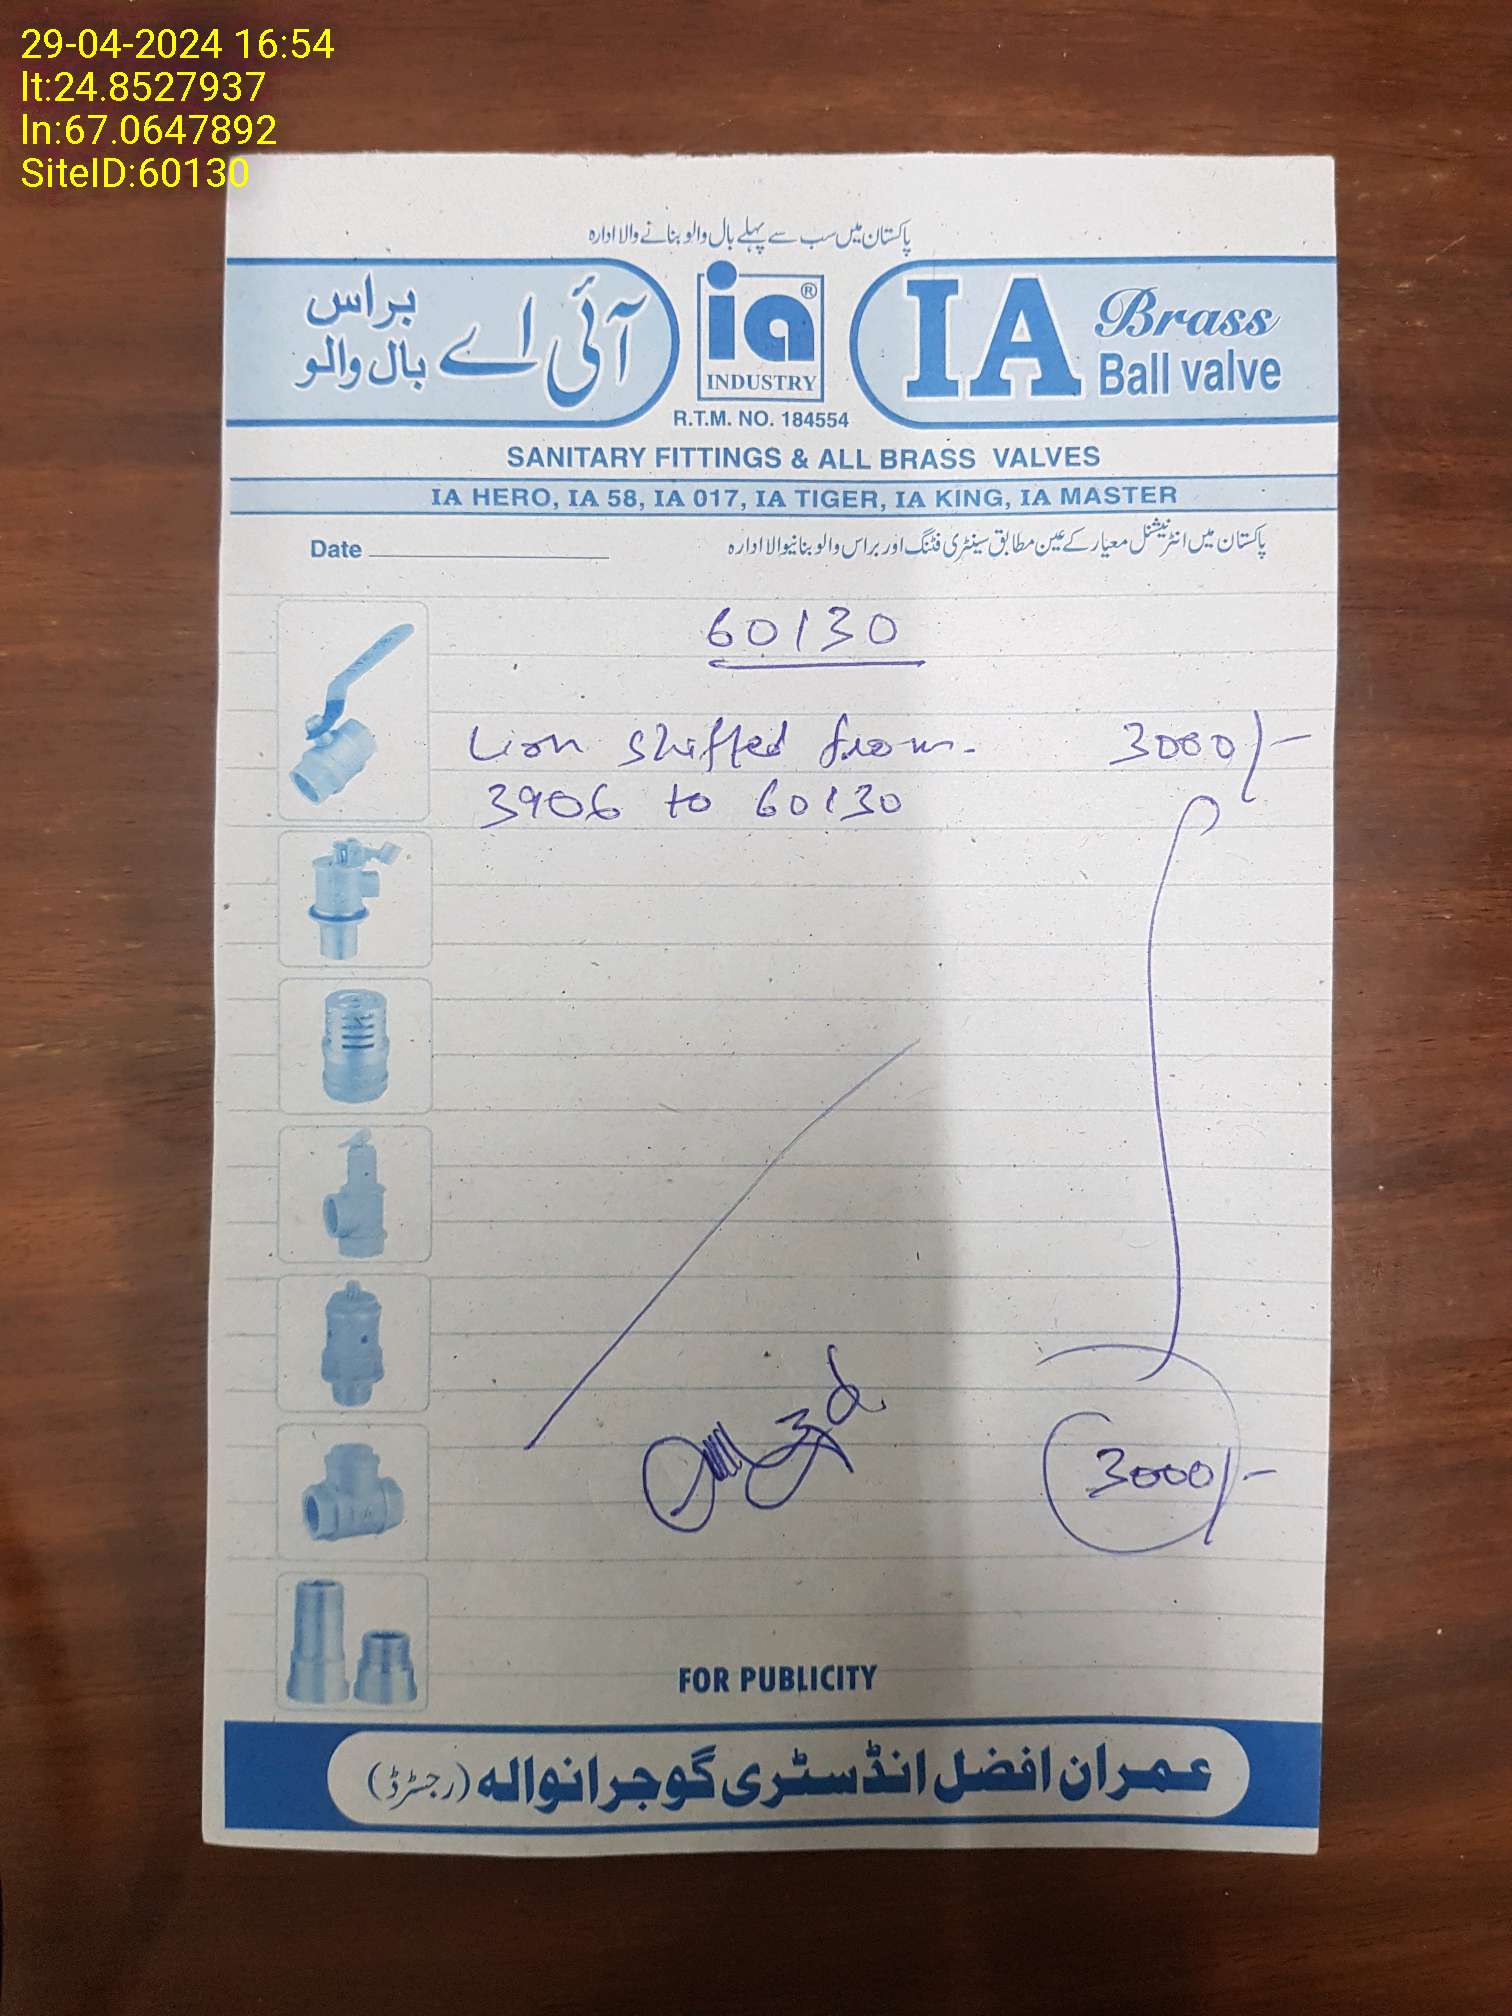 29-04-2024 16:54
lt:24.8527937
ln:67.0647892
SiteID:60130
پاکستان میں سب سے پہلے بال والو بنانے والا ادارہ
آئی اے براس بال والو
ia®
INDUSTRY
R.T.M. NO. 184554
IA Brass Ball valve
SANITARY FITTINGS & ALL BRASS VALVES
IA HERO, IA 58, IA 017, IA TIGER, IA KING, IA MASTER
Date
پاکستان میں انٹرنیشنل معیار کے عین مطابق سینٹری فٹنگ اور براس والو بنانیوالا ادارہ
60130
Lion shifted from 3000/-
3906 to 60130
3000/-
FOR PUBLICITY
عمران افضل انڈسٹری گوجرانوالہ (رجسٹرڈ)